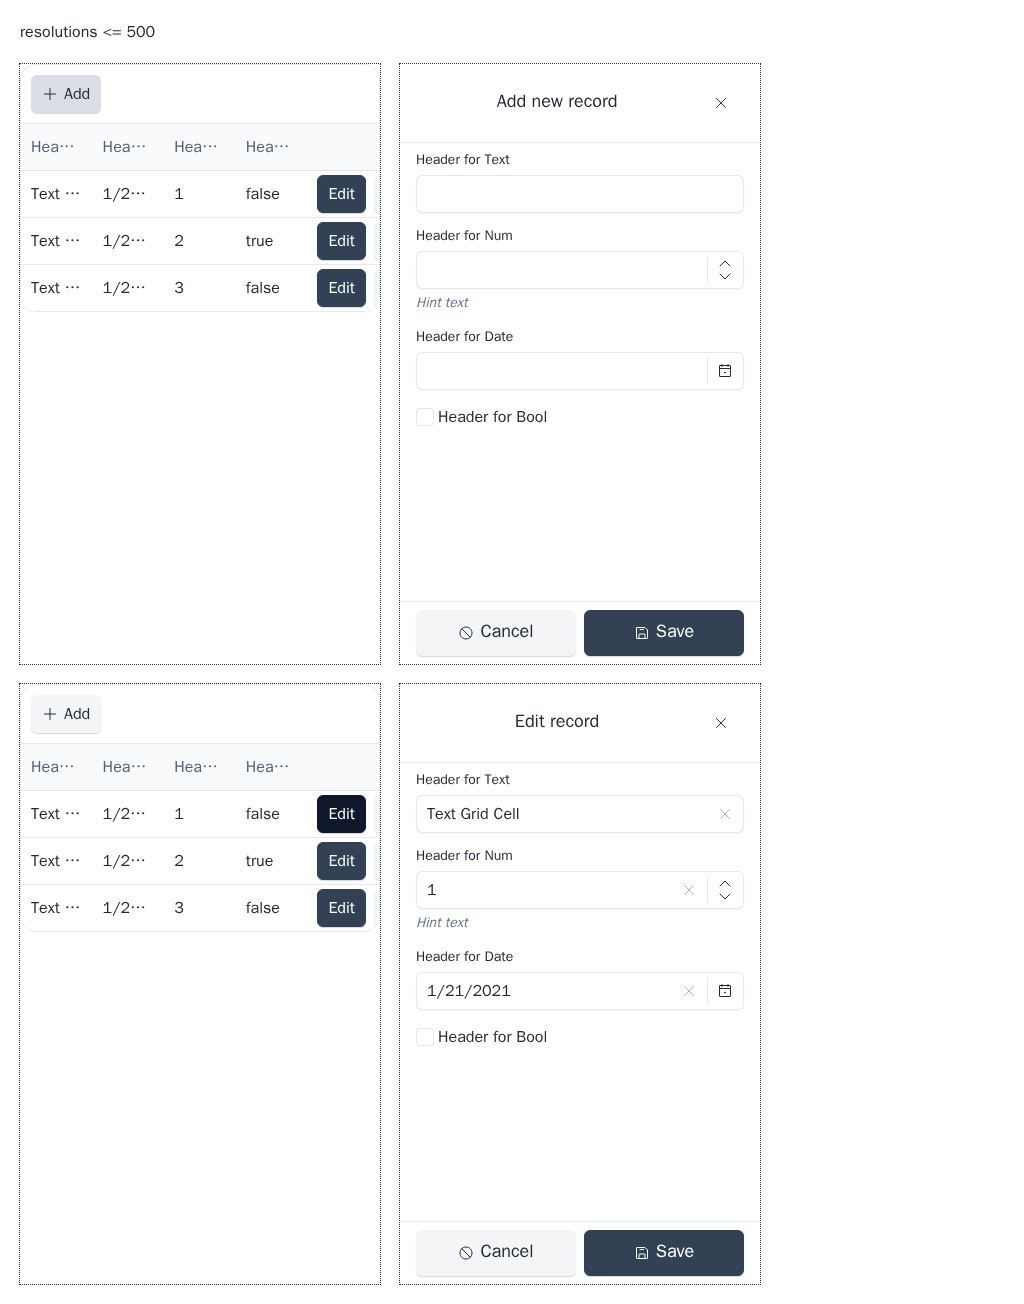 resolutions <= 500
Add
Hea… Hea… Hea… Hea…
Text … 1/2… 1 false Edit
Text … 1/2… 2 true Edit
Text … 1/2… 3 false Edit
Add new record
Header for Text
Header for Num
Hint text
Header for Date
Header for Bool
Cancel Save
Add
Hea… Hea… Hea… Hea…
Text … 1/2… 1 false Edit
Text … 1/2… 2 true Edit
Text … 1/2… 3 false Edit
Edit record
Header for Text
Text Grid Cell
Header for Num
1
Hint text
Header for Date
1/21/2021
Header for Bool
Cancel Save